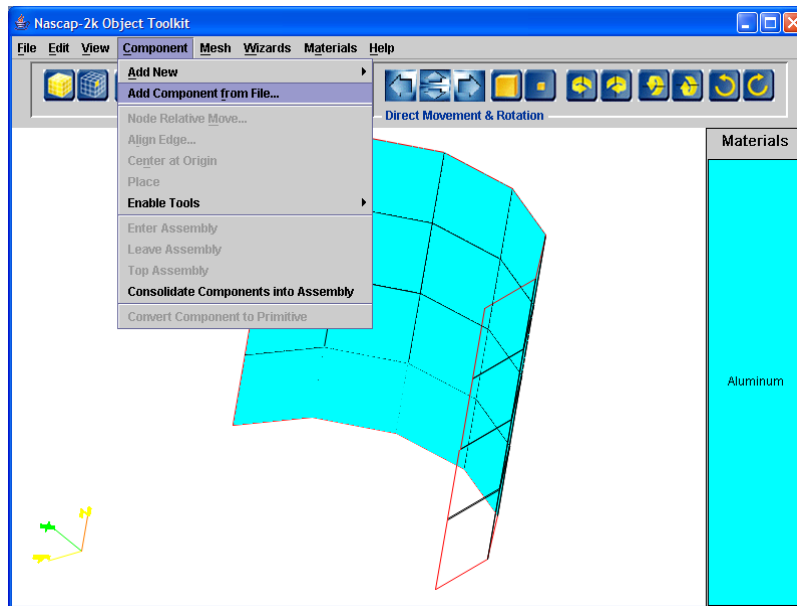 Nascap-2k Object Toolkit
File Edit View Component Mesh Wizards Materials Help
Add New
Add Component from File...
Direct Movement & Rotation
Node Relative Move...
Materials
Align Edge...
Center at Origin
Place
Enable Tools
Enter Assembly
Leave Assembly
Top Assembly
Consolidate Components into Assembly
Convert Component to Primitive
Aluminum